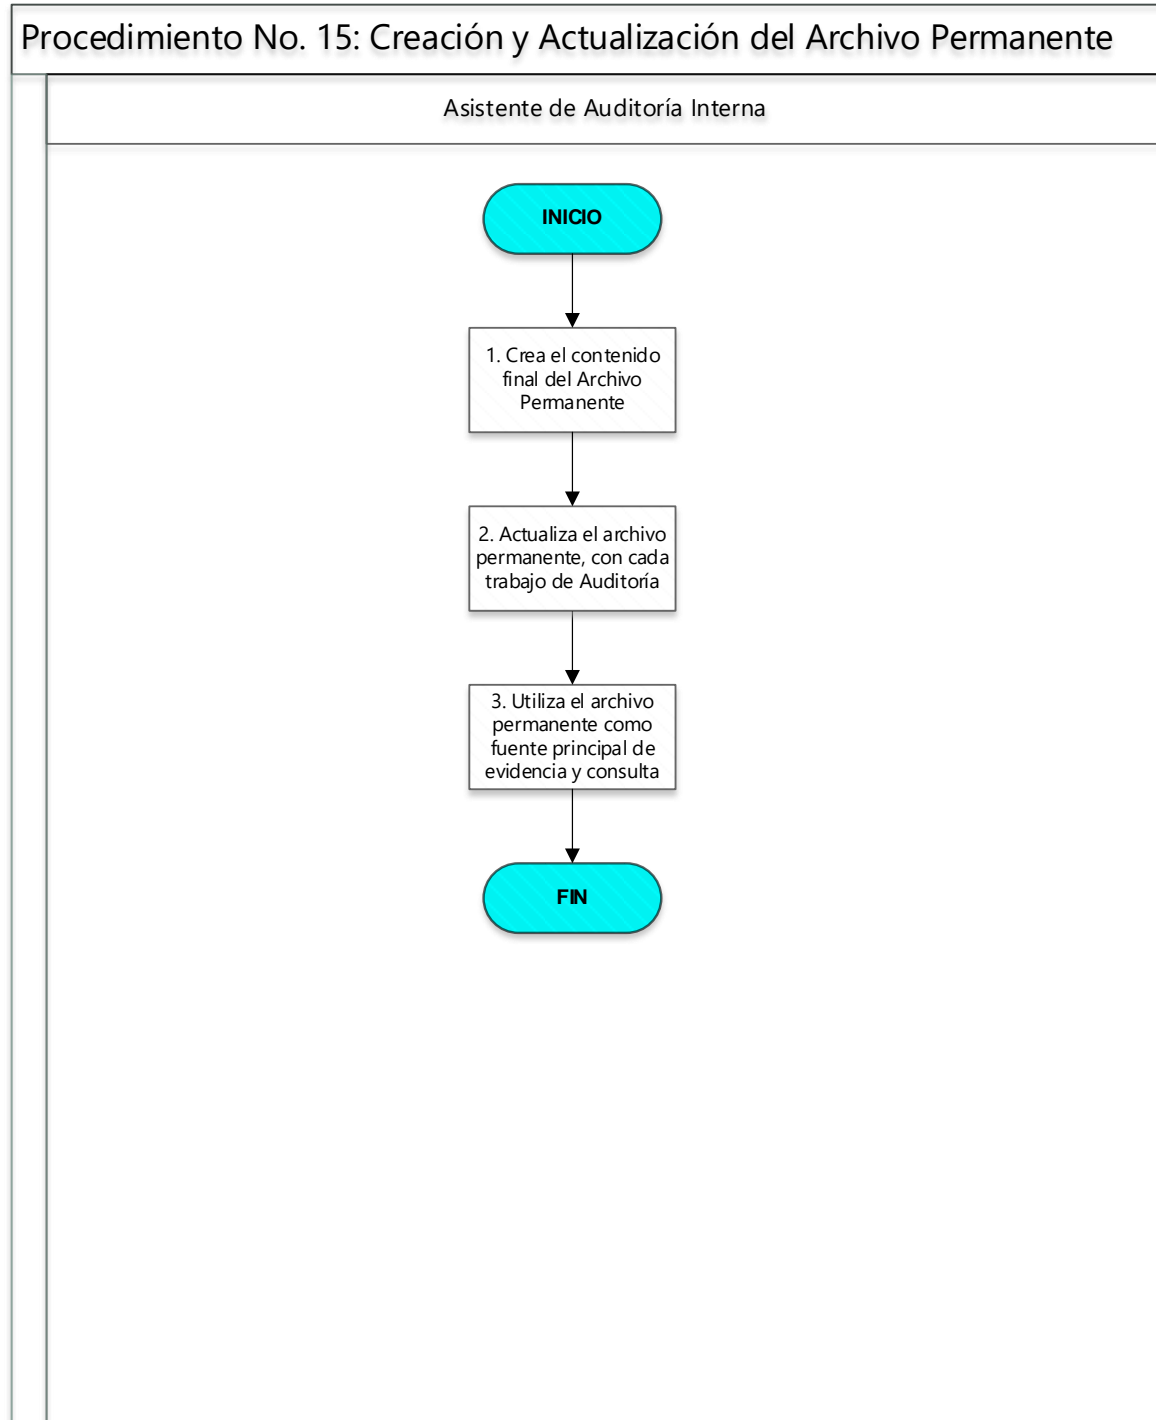 Procedimiento No. 15: Creación y Actualización del Archivo Permanente
Asistente de Auditoría Interna
INICIO
1. Crea el contenido
final del Archivo
Permanente
2. Actualiza el archivo
permanente, con cada
trabajo de Auditoría
3. Utiliza el archivo
permanente como
fuente principal de
evidencia y consulta
FIN